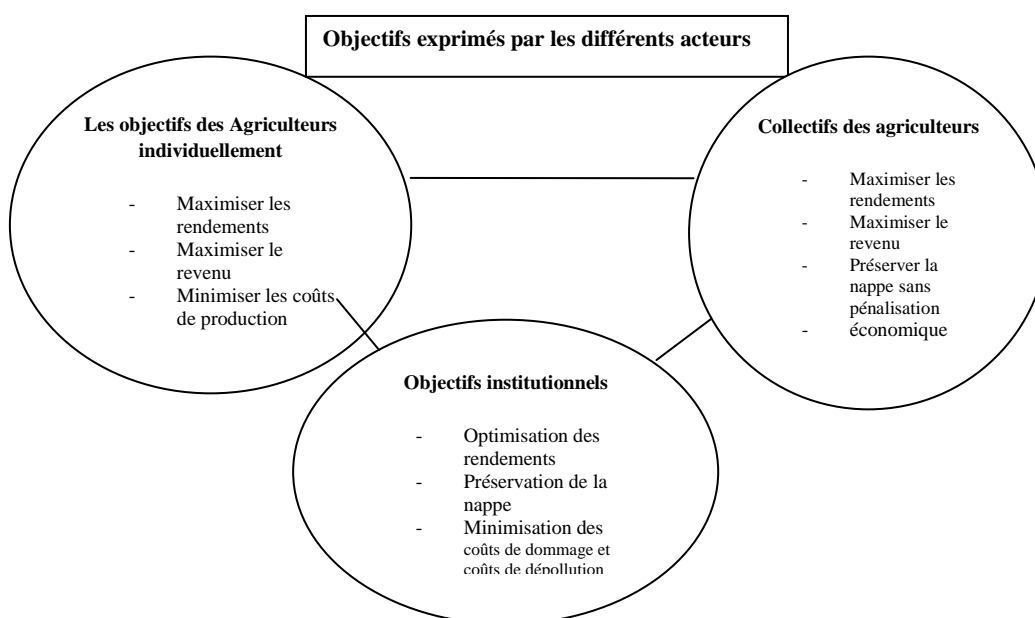 Objectifs exprimés par les différents acteurs
Les objectifs des Agriculteurs
individuellement
- Maximiser les
rendements
- Maximiser le
revenu
- Minimiser les coûts
de production
Collectifs des agriculteurs
- Maximiser les
rendements
- Maximiser le
revenu
- Préserver la
nappe sans
pénalisation
- économique
Objectifs institutionnels
- Optimisation des
rendements
- Préservation de la
nappe
- Minimisation des
coûts de dommage et
coûts de dépollution